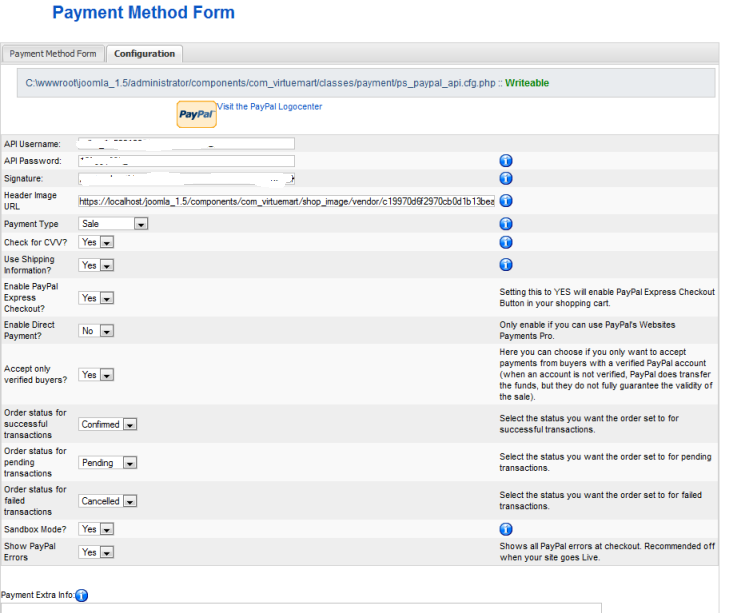 Payment Method Form
Payment Method Form
Configuration
C:\wwwroot\joomla_1.5/administrator/components/com_virtuemart/classes/payment/ps_paypal_api.cfg.php :: Writeable
PayPal
Visit the PayPal Logocenter
API Username:
API Password:
Signature:
...
Header Image
URL
https://localhost/joomla_1.5/components/com_virtuemart/shop_image/vendor/c19970d6f2970cb0d1b13bea
Payment Type
Sale
Check for CVV?
Yes
Use Shipping
Information?
Yes
Enable PayPal
Express
Checkout?
Yes
Setting this to YES will enable PayPal Express Checkout
Button in your shopping cart.
Enable Direct
Payment?
No
Only enable if you can use PayPal's Websites
Payments Pro.
Accept only
verified buyers?
Yes
Here you can choose if you only want to accept
payments from buyers with a verified PayPal account
(when an account is not verified, PayPal does transfer
the funds, but they do not fully guarantee the validity of
the sale).
Order status for
successful
transactions
Confirmed
Select the status you want the order set to for
successful transactions.
Order status for
pending
transactions
Pending
Select the status you want the order set to for pending
transactions.
Order status for
failed
transactions
Cancelled
Select the status you want the order set to for failed
transactions.
Sandbox Mode?
Yes
Show PayPal
Errors
Yes
Shows all PayPal errors at checkout. Recommended off
when your site goes Live.
Payment Extra Info: